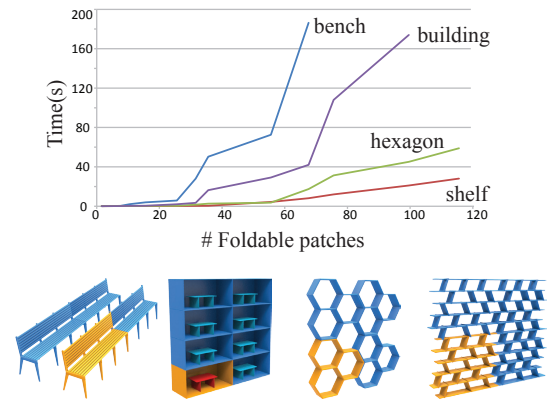 200
bench
building
160
120
Time(s)
80
hexagon
40
shelf
0
0 20 40 60 80 100 120
# Foldable patches